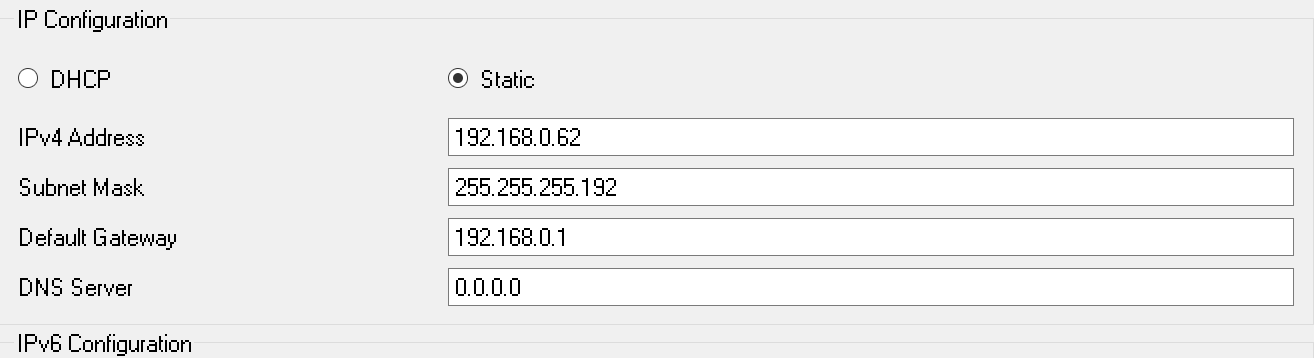 IP Configuration
DHCP Static
IPv4 Address 192.168.0.62
Subnet Mask 255.255.255.192
Default Gateway 192.168.0.1
DNS Server 0.0.0.0
IPv6 Configuration